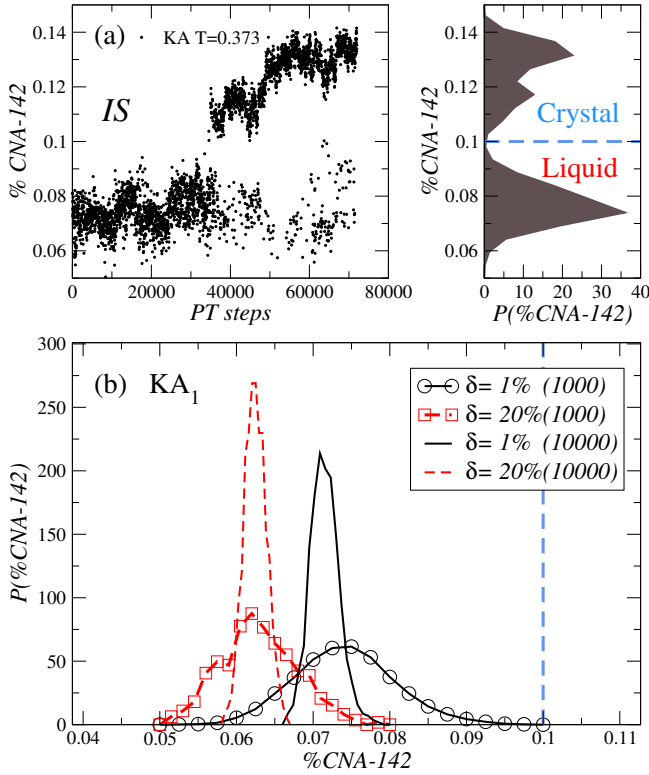 (a)
KA T=0.373
IS
% CNA-142
0.14
0.12
0.1
0.08
0.06
0
20000
40000
60000
80000
PT steps
%CNA-142
0.14
0.12
0.1
0.08
0.06
Crystal
Liquid
0
10
20
30
40
P(%CNA-142)
(b) KA1
δ= 1% (1000)
δ= 20%(1000)
δ= 1% (10000)
δ= 20%(10000)
P(%CNA-142)
300
250
200
150
100
50
0
0.04
0.05
0.06
0.07
0.08
0.09
0.1
0.11
%CNA-142